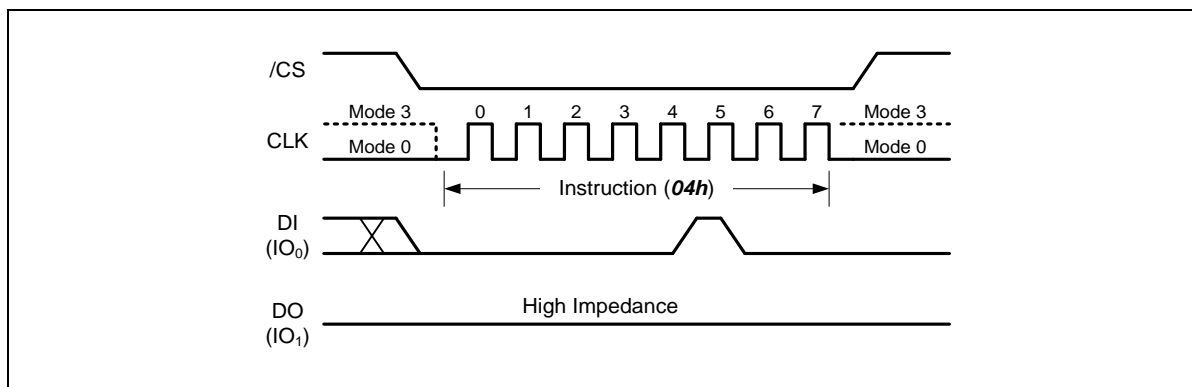 /CS
Mode 3 0 1 2 3 4 5 6 7 Mode 3
CLK
Mode 0 Mode 0
Instruction (04h)
DI
(IO₀)
High Impedance
DO
(IO₁)